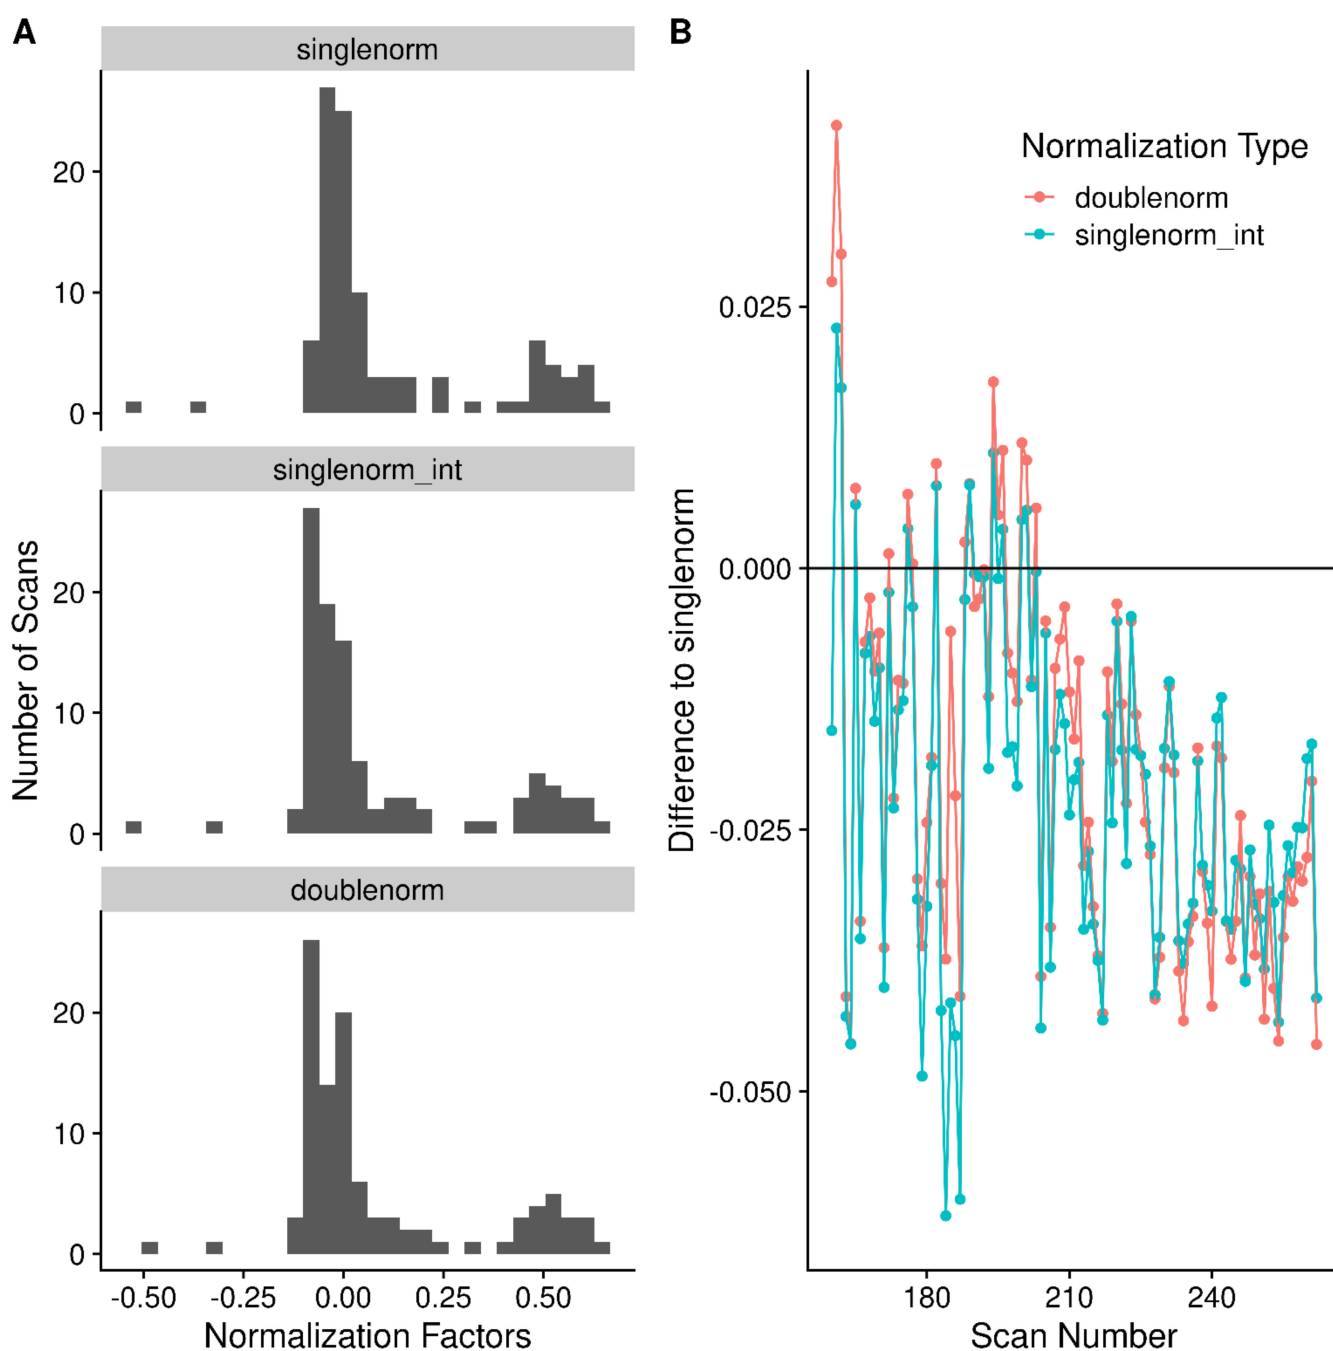 A
singlenorm
20
10
0
singlenorm_int
20
10
0
doublenorm
20
10
0
-0.50 -0.25 0.00 0.25 0.50
Normalization Factors
Number of Scans
B
Normalization Type
doublenorm
singlenorm_int
0.025
0.000
-0.025
-0.050
180 210 240
Scan Number
Difference to singlenorm